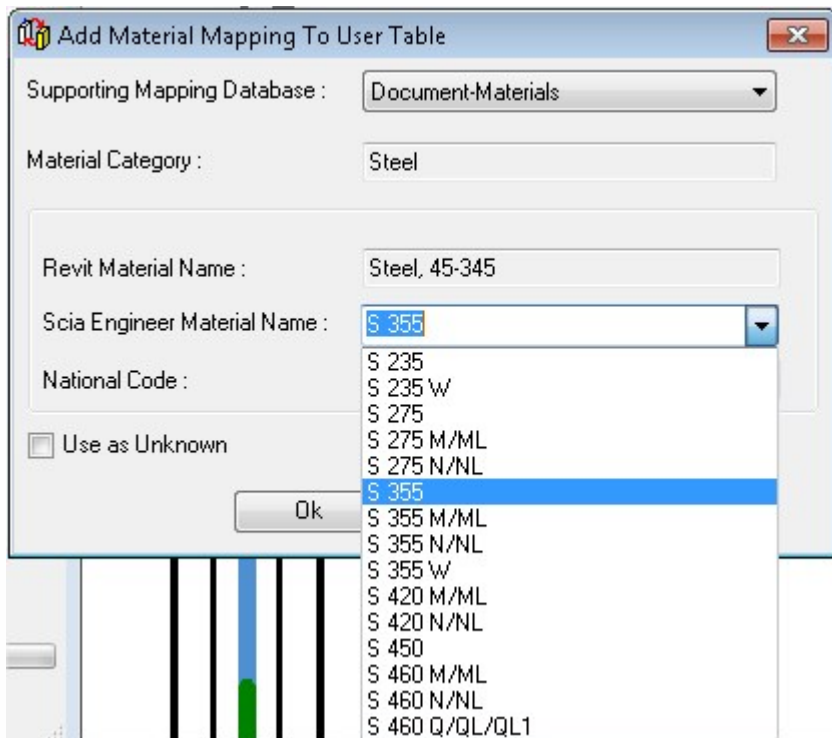 Add Material Mapping To User Table
Supporting Mapping Database : Document-Materials
Material Category : Steel
Revit Material Name : Steel, 45-345
Scia Engineer Material Name : S 355
National Code :
Use as Unknown
Ok
S 235
S 235 W
S 275
S 275 M/ML
S 275 N/NL
S 355
S 355 M/ML
S 355 N/NL
S 355 W
S 420 M/ML
S 420 N/NL
S 450
S 460 M/ML
S 460 N/NL
S 460 Q/QL/QL1